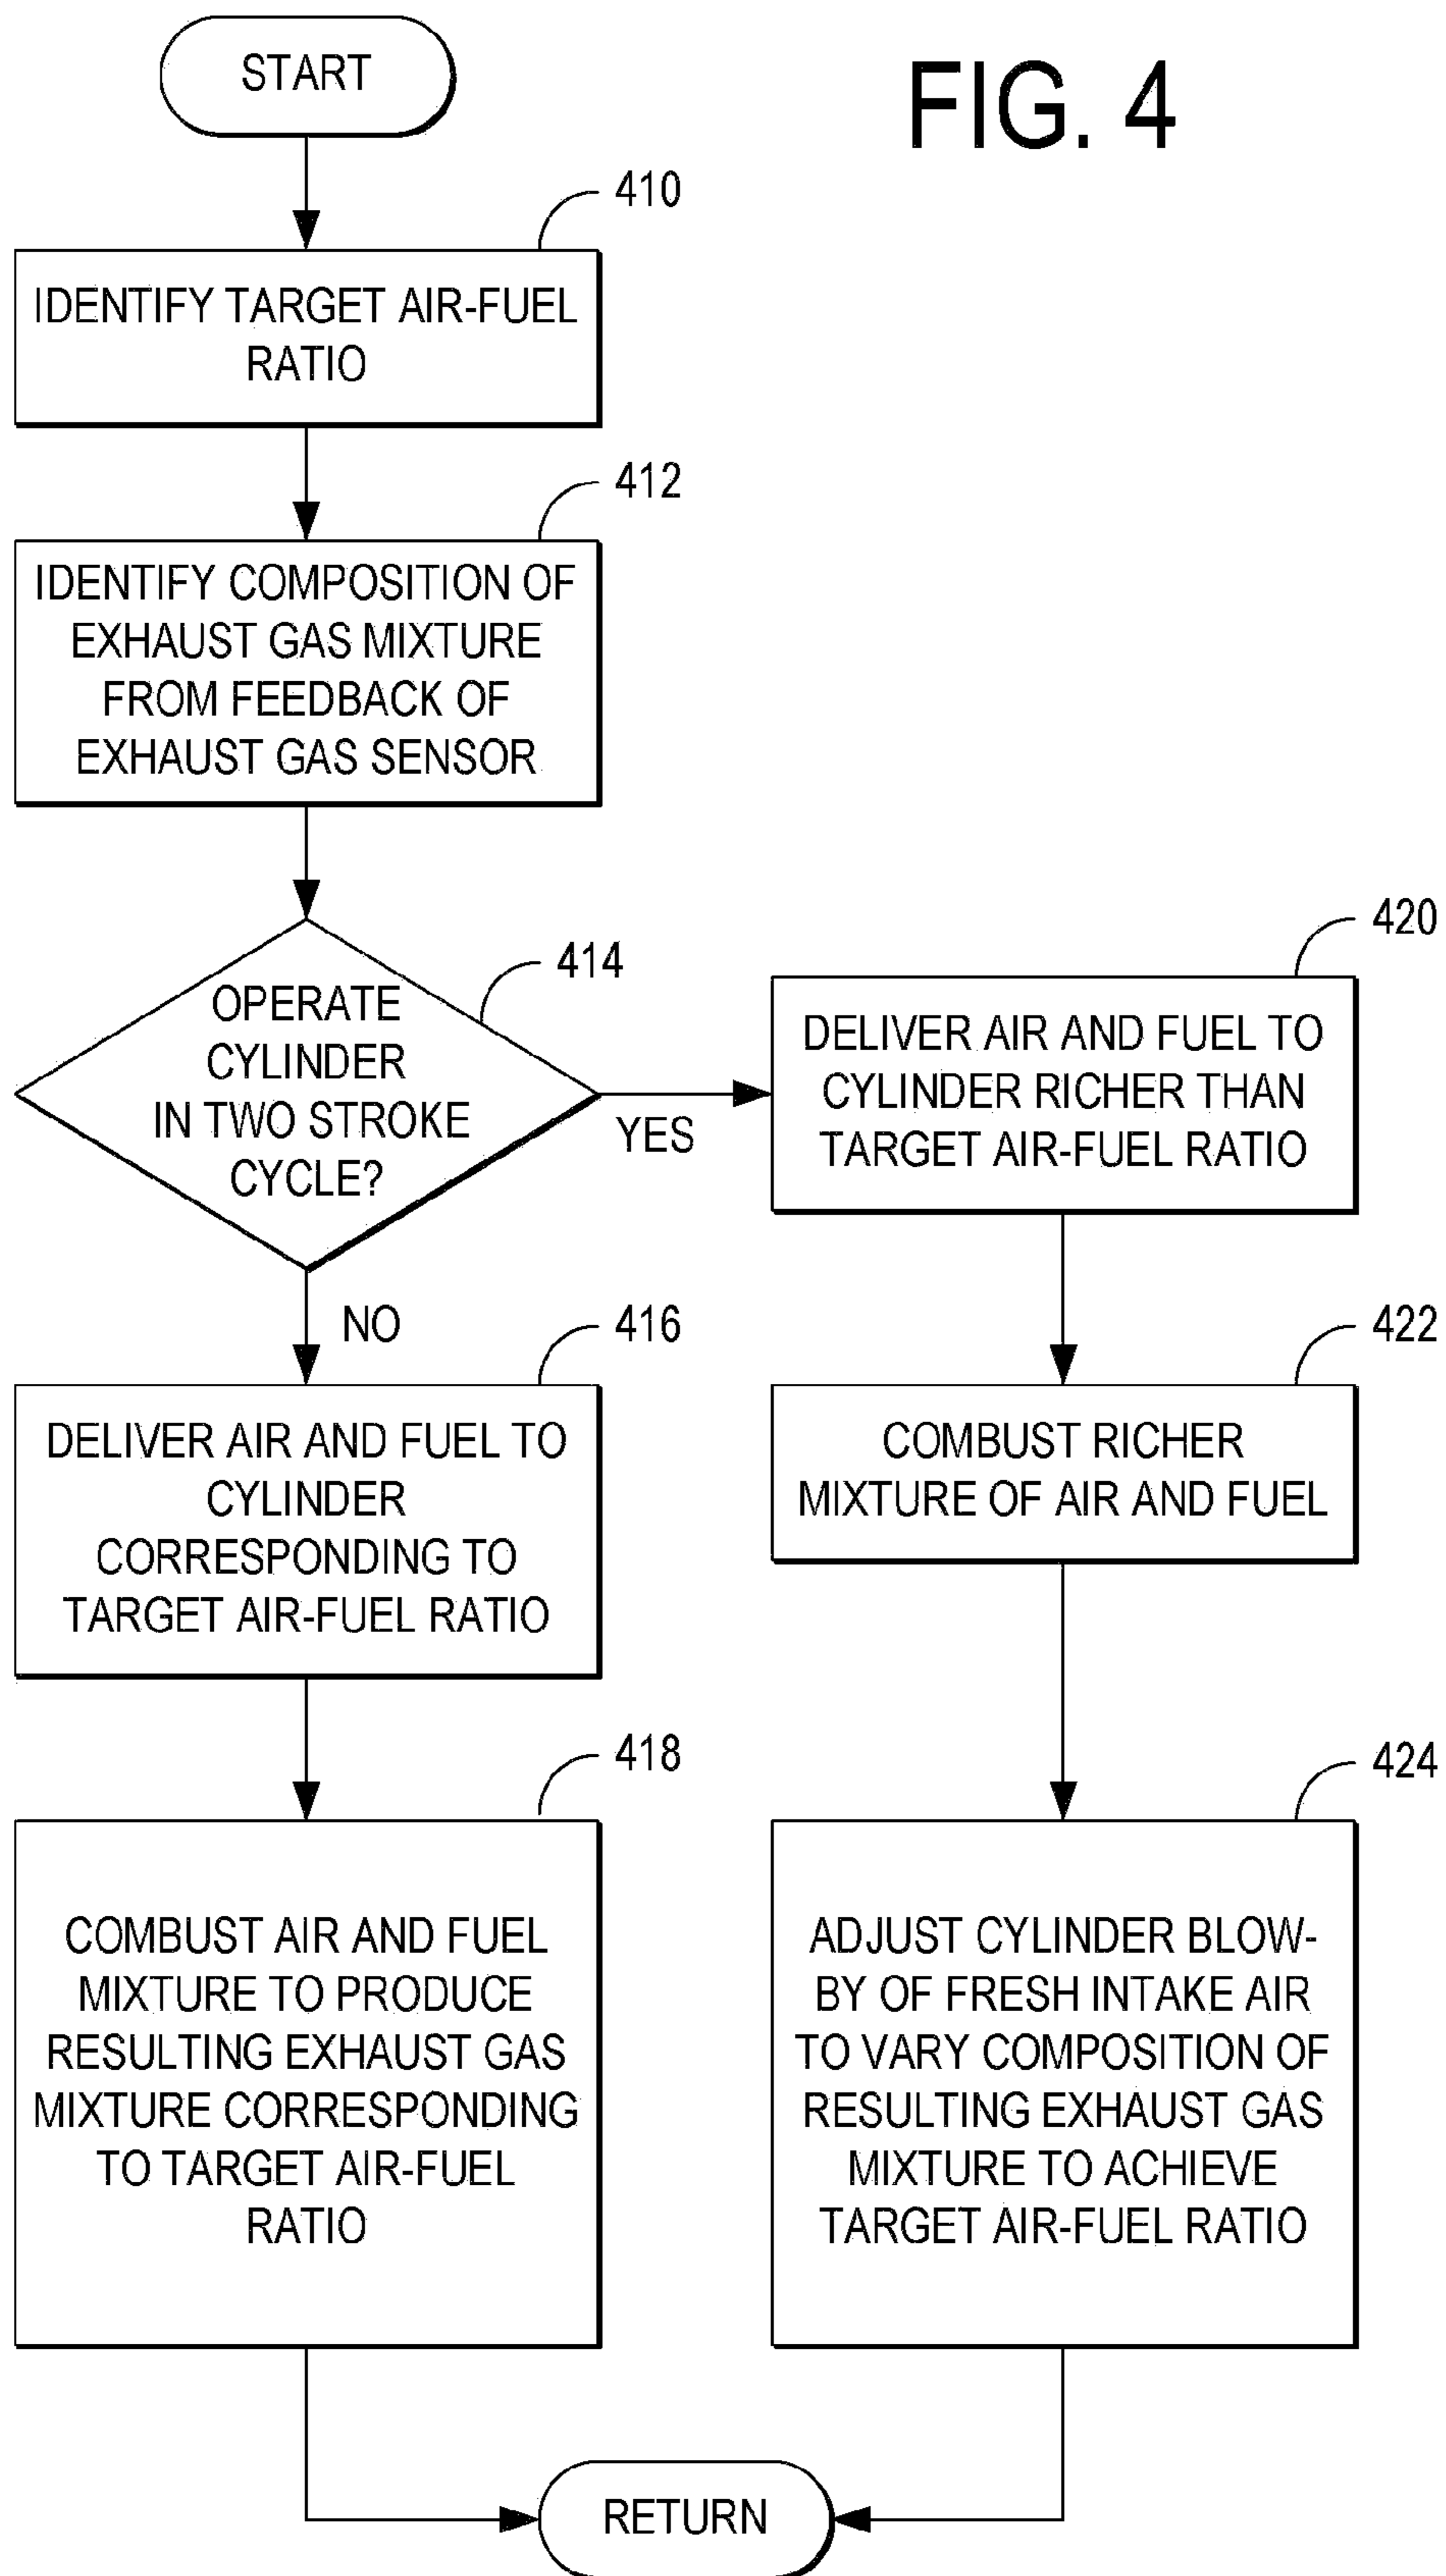 START
FIG. 4
410
IDENTIFY TARGET AIR-FUEL
RATIO
412
IDENTIFY COMPOSITION OF
EXHAUST GAS MIXTURE
FROM FEEDBACK OF
EXHAUST GAS SENSOR
414
OPERATE
CYLINDER
IN TWO STROKE
CYCLE?
YES
NO
416
DELIVER AIR AND FUEL TO
CYLINDER
CORRESPONDING TO
TARGET AIR-FUEL RATIO
418
COMBUST AIR AND FUEL
MIXTURE TO PRODUCE
RESULTING EXHAUST GAS
MIXTURE CORRESPONDING
TO TARGET AIR-FUEL
RATIO
420
DELIVER AIR AND FUEL TO
CYLINDER RICHER THAN
TARGET AIR-FUEL RATIO
422
COMBUST RICHER
MIXTURE OF AIR AND FUEL
424
ADJUST CYLINDER BLOW-
BY OF FRESH INTAKE AIR
TO VARY COMPOSITION OF
RESULTING EXHAUST GAS
MIXTURE TO ACHIEVE
TARGET AIR-FUEL RATIO
RETURN